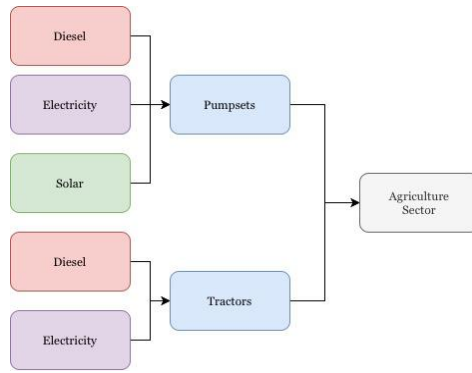 Diesel
Electricity
Pumpsets
Solar
Agriculture
Sector
Diesel
Tractors
Electricity